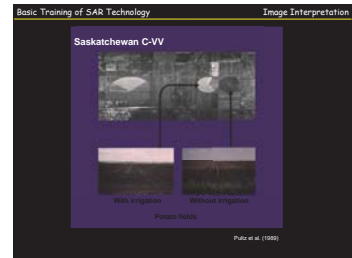 Basic Training of SAR Technology
Image Interpretation
Saskatchewan C-VV
With irrigation
Without irrigation
Potato fields
Pultz et al. (1989)